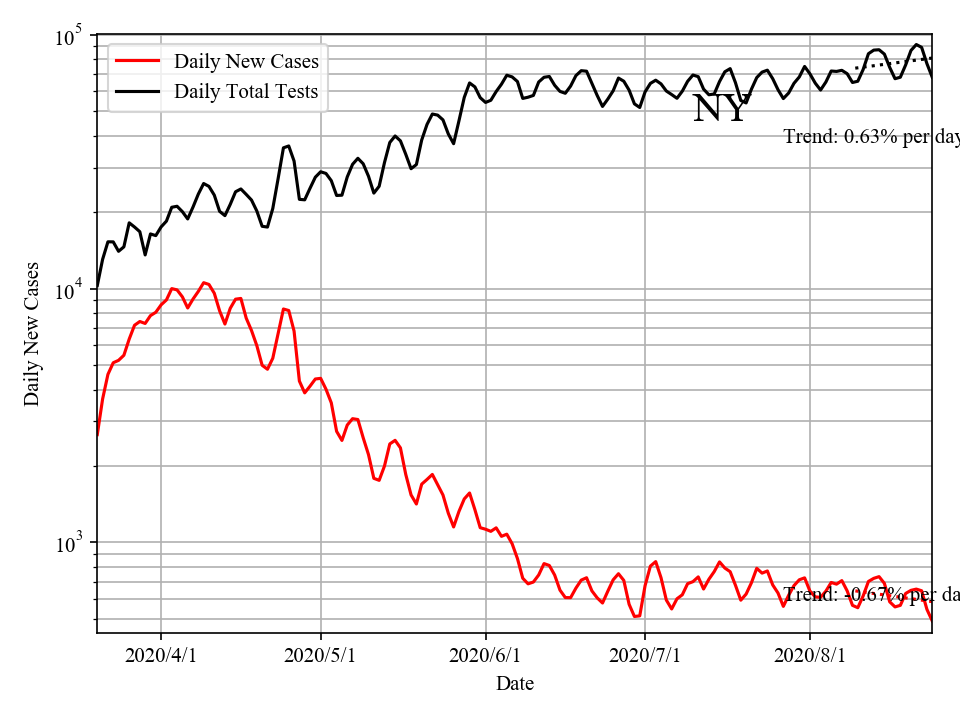 10^5
Daily New Cases
Daily Total Tests
NY
Trend: 0.63% per day
10^4
Daily New Cases
10^3
Trend: -0.67% per da
2020/4/1
2020/5/1
2020/6/1
2020/7/1
2020/8/1
Date